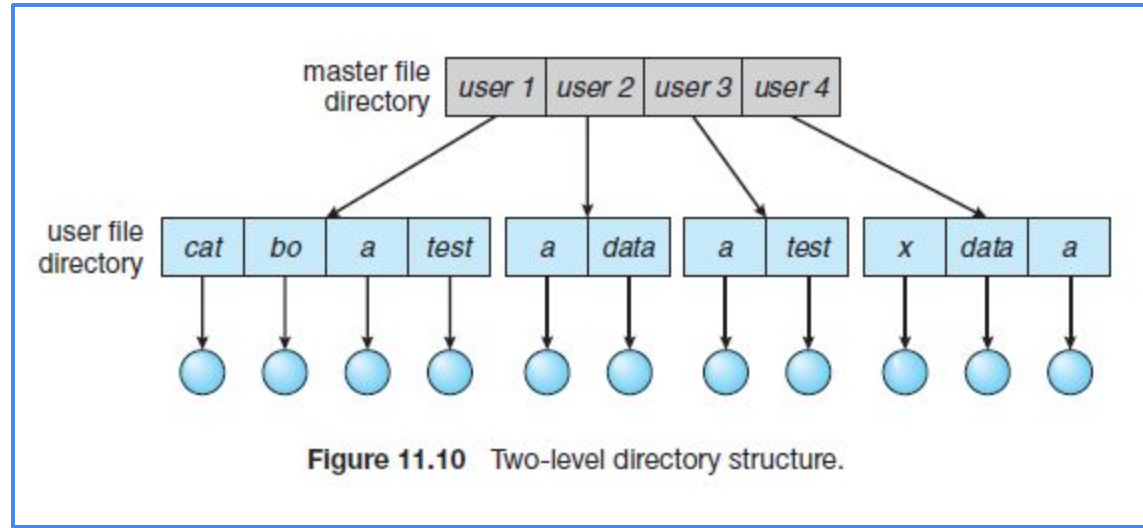 master file
directory
user 1 user 2 user 3 user 4
user file
directory
cat bo a test a data a test x data a
Figure 11.10 Two-level directory structure.